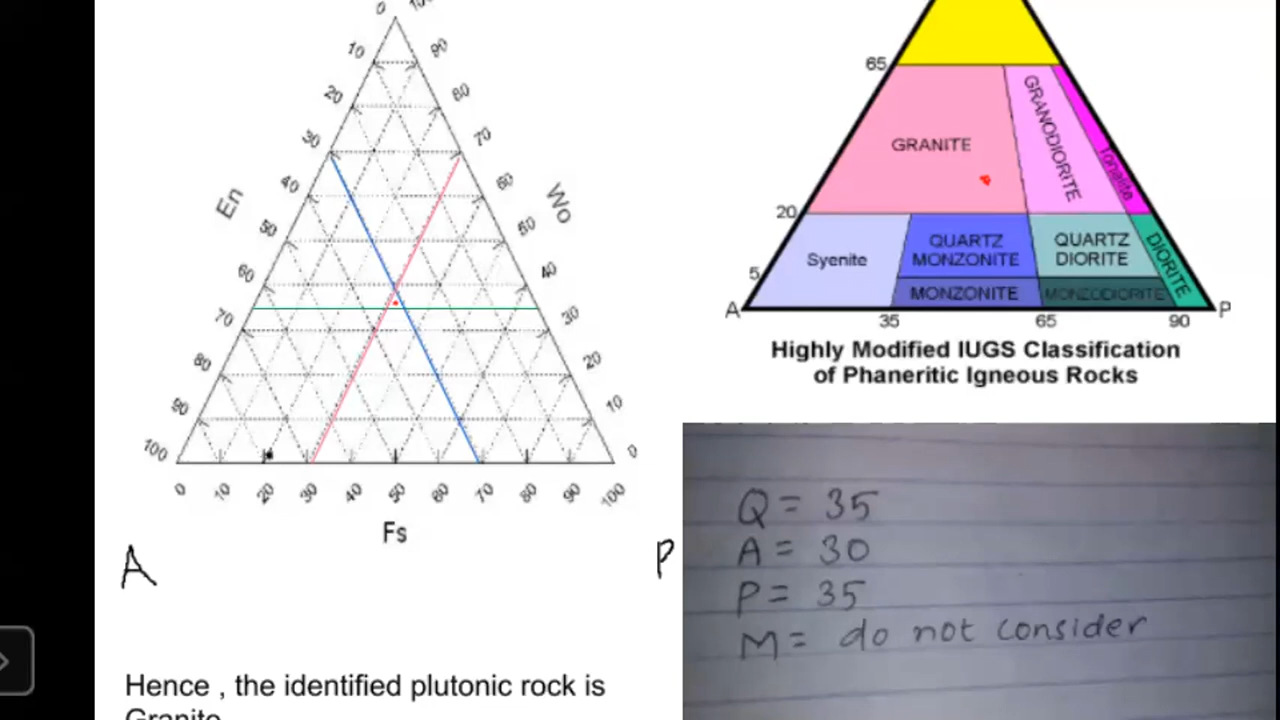 0
10
90
20
80
30
70
En
40
60
Wo
50
50
60
40
70
30
80
20
90
10
100
0
0 10 20 30 40 50 60 70 80 90 100
Fs
A P
Hence , the identified plutonic rock is
Granite
65
GRANITE
GRANODIORITE
Tonalite
20
Syenite
QUARTZ
MONZONITE
QUARTZ
DIORITE
DIORITE
5
MONZONITE
MONZODIORITE
A P
35 65 90
Highly Modified IUGS Classification
of Phaneritic Igneous Rocks
Q = 35
A = 30
P = 35
M = do not consider